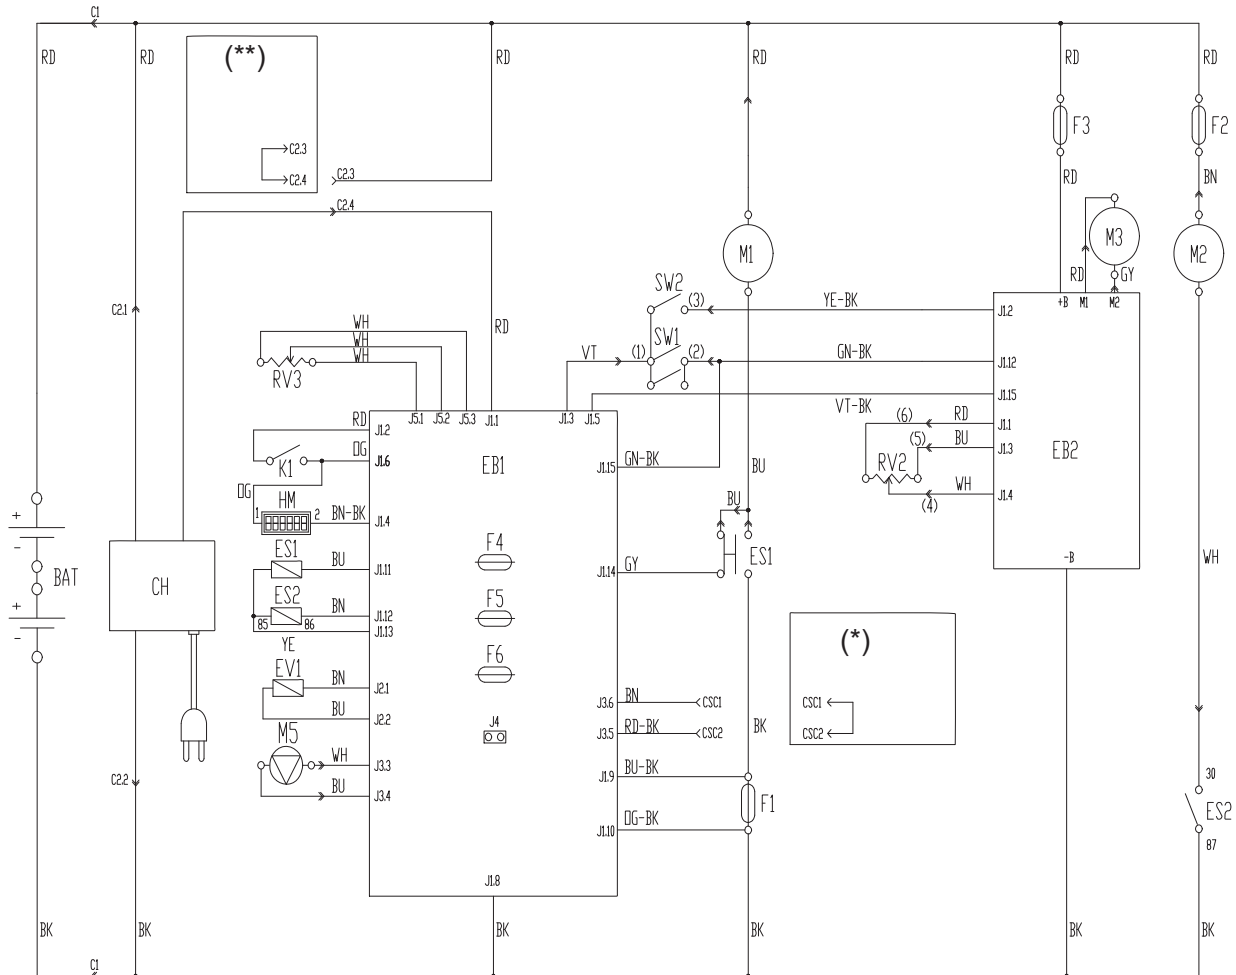 C1
RD RD RD RD RD RD
(**)
C2.3
C2.4
C2.3
C2.4
F3
F2
RD BN
M1
M3
M2
RD GY
+B M1 M2
C2.1
SW2
(3)
YE-BK
J1.2
RD
WH
WH
WH
RV3
VT
(1)
SW1
(2)
GN-BK
J1.12
VT-BK
J1.15
J5.1 J5.2 J5.3 J1.1 J1.3 J1.5
(6)
RD
J1.1
RD
J1.2
(5)
BU
J1.3
EB2
RV2
WH
J1.4
(4)
K1
OG
J1.6
EB1
GN-BK
J1.15
BU
OG
HM
1 2
BN-BK
J1.4
BU
ES1
BU
J1.11
F4
GY
J1.14
ES1
-B
+
-
BAT
+
-
CH
WH
ES2
85 86
BN
J1.12
J1.13
YE
F5
F6
(*)
EV1
BN
J2.1
BU
J2.2
J4
J3.6
BN
CSC1
CSC1
J3.5
RD-BK
CSC2
CSC2
BK
M5
WH
J3.3
BU
J3.4
C2.2
J1.9
BU-BK
F1
J1.10
OG-BK
30
ES2
87
J1.8
BK BK BK BK BK BK
C1